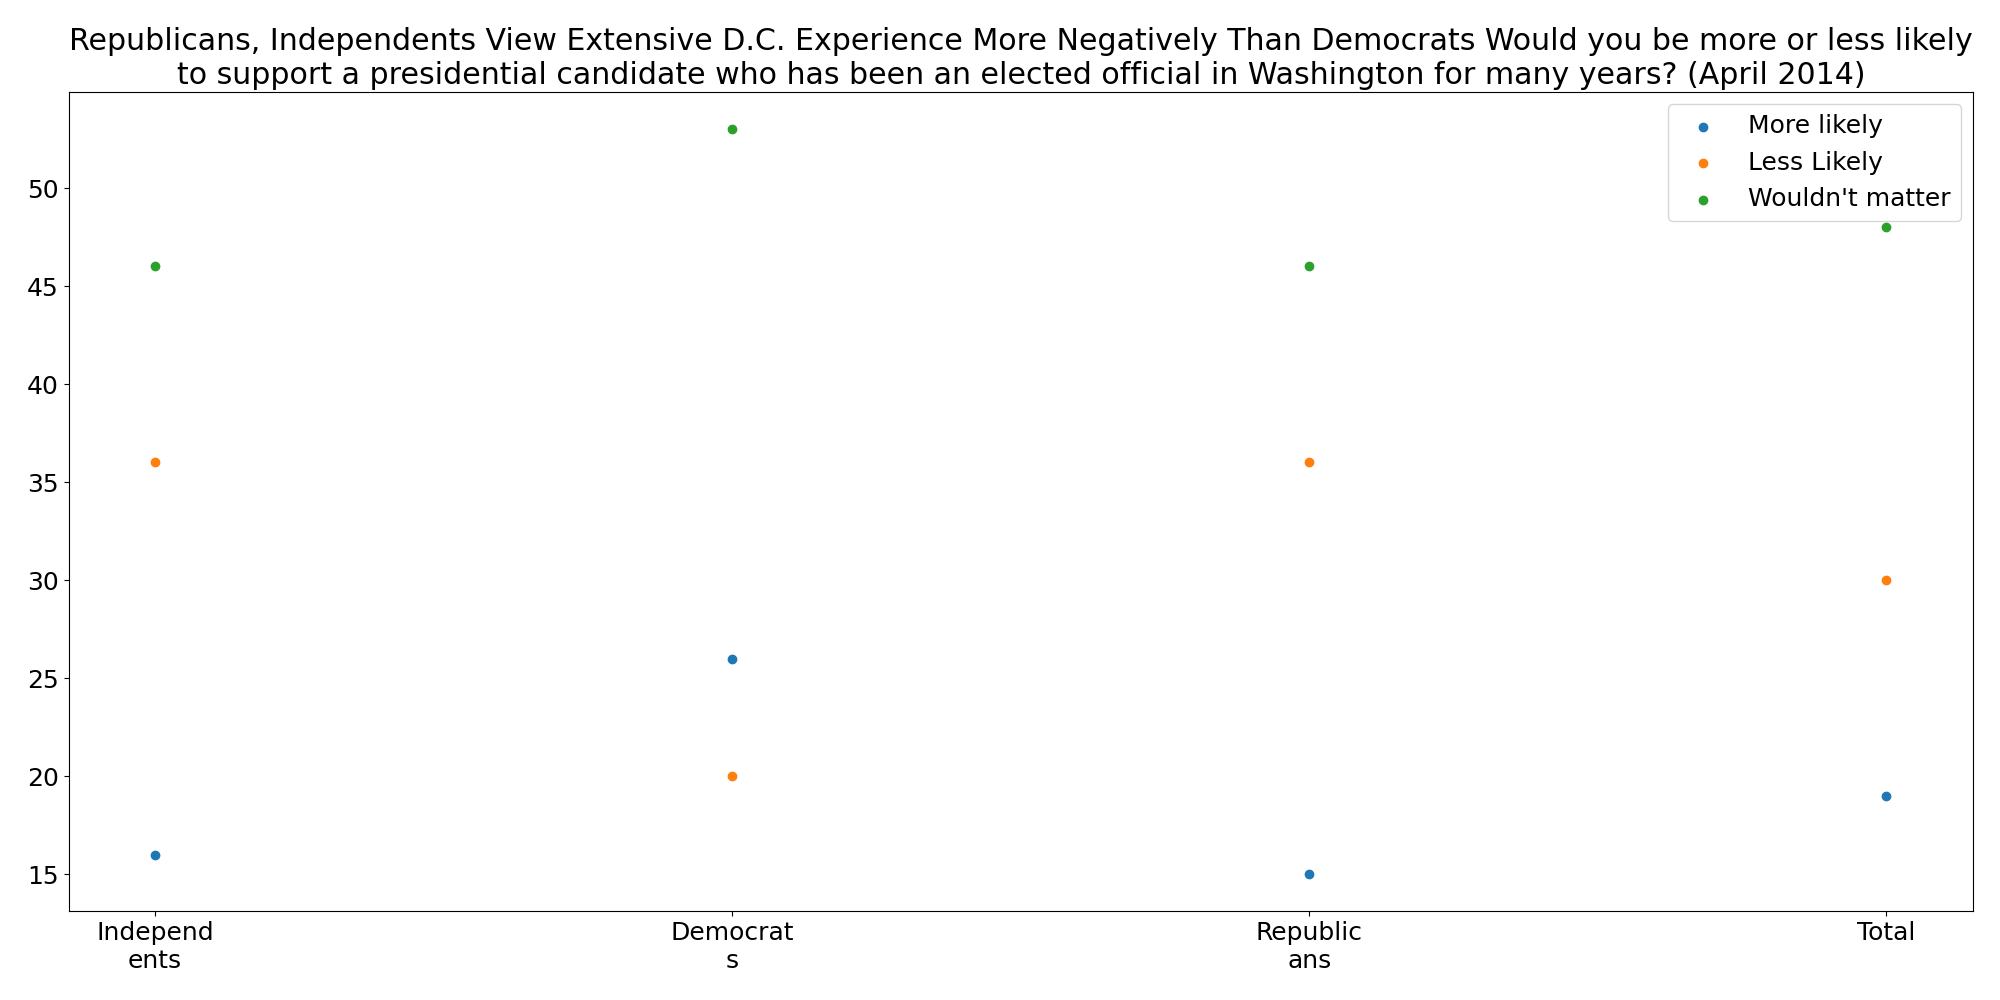 Republicans, Independents View Extensive D.C. Experience More Negatively Than Democrats Would you be more or less likely
to support a presidential candidate who has been an elected official in Washington for many years? (April 2014)
More likely
Less Likely
Wouldn't matter
50
45
40
35
30
25
20
15
Independ
ents
Democrat
s
Republic
ans
Total